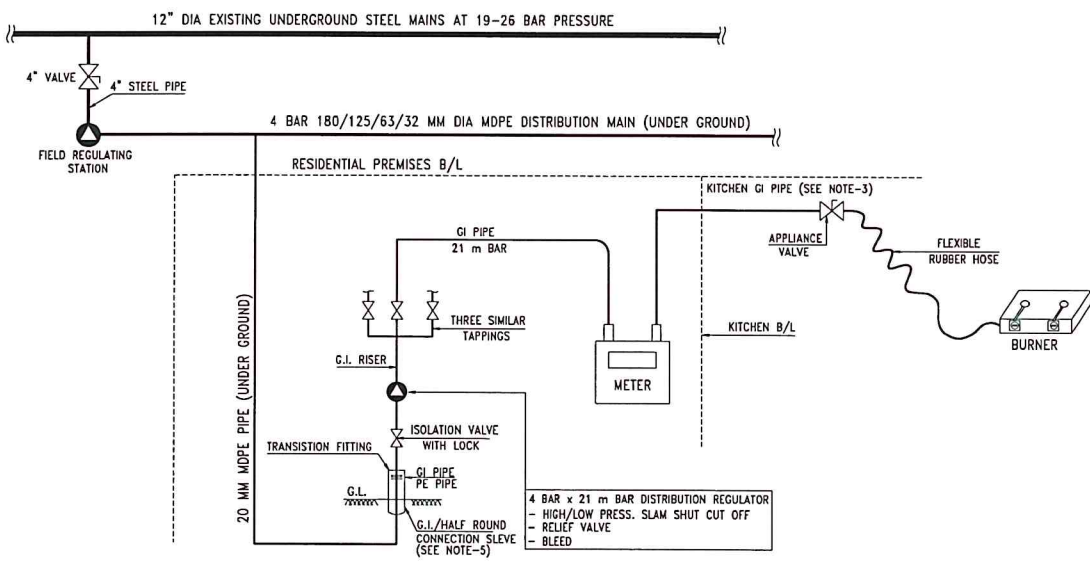 12" DIA EXISTING UNDERGROUND STEEL MAINS AT 19-26 BAR PRESSURE
4" VALVE
4" STEEL PIPE
4 BAR 180/125/63/32 MM DIA MDPE DISTRIBUTION MAIN (UNDER GROUND)
FIELD REGULATING
STATION
RESIDENTIAL PREMISES B/L
KITCHEN GI PIPE (SEE NOTE-3)
GI PIPE
21 m BAR
APPLIANCE
VALVE
FLEXIBLE
RUBBER HOSE
THREE SIMILAR
TAPPINGS
KITCHEN B/L
BURNER
G.I. RISER
METER
20 MM MDPE PIPE (UNDER GROUND)
ISOLATION VALVE
WITH LOCK
TRANSISTION FITTING
GI PIPE
PE PIPE
G.L.
G.I./HALF ROUND
CONNECTION SLEVE
(SEE NOTE-5)
4 BAR x 21 m BAR DISTRIBUTION REGULATOR
- HIGH/LOW PRESS. SLAM SHUT CUT OFF
- RELIEF VALVE
- BLEED